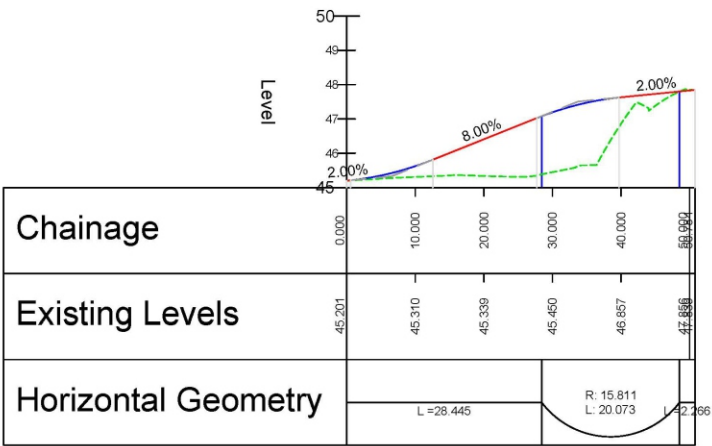 50
49
48
47
46
45
Level
2.00%
8.00%
2.00%
Chainage
0.000
10.000
20.000
30.000
40.000
50.000
Existing Levels
45.201
45.310
45.339
45.450
46.857
Horizontal Geometry
L =28.445
R: 15.811
L: 20.073
L =2.266